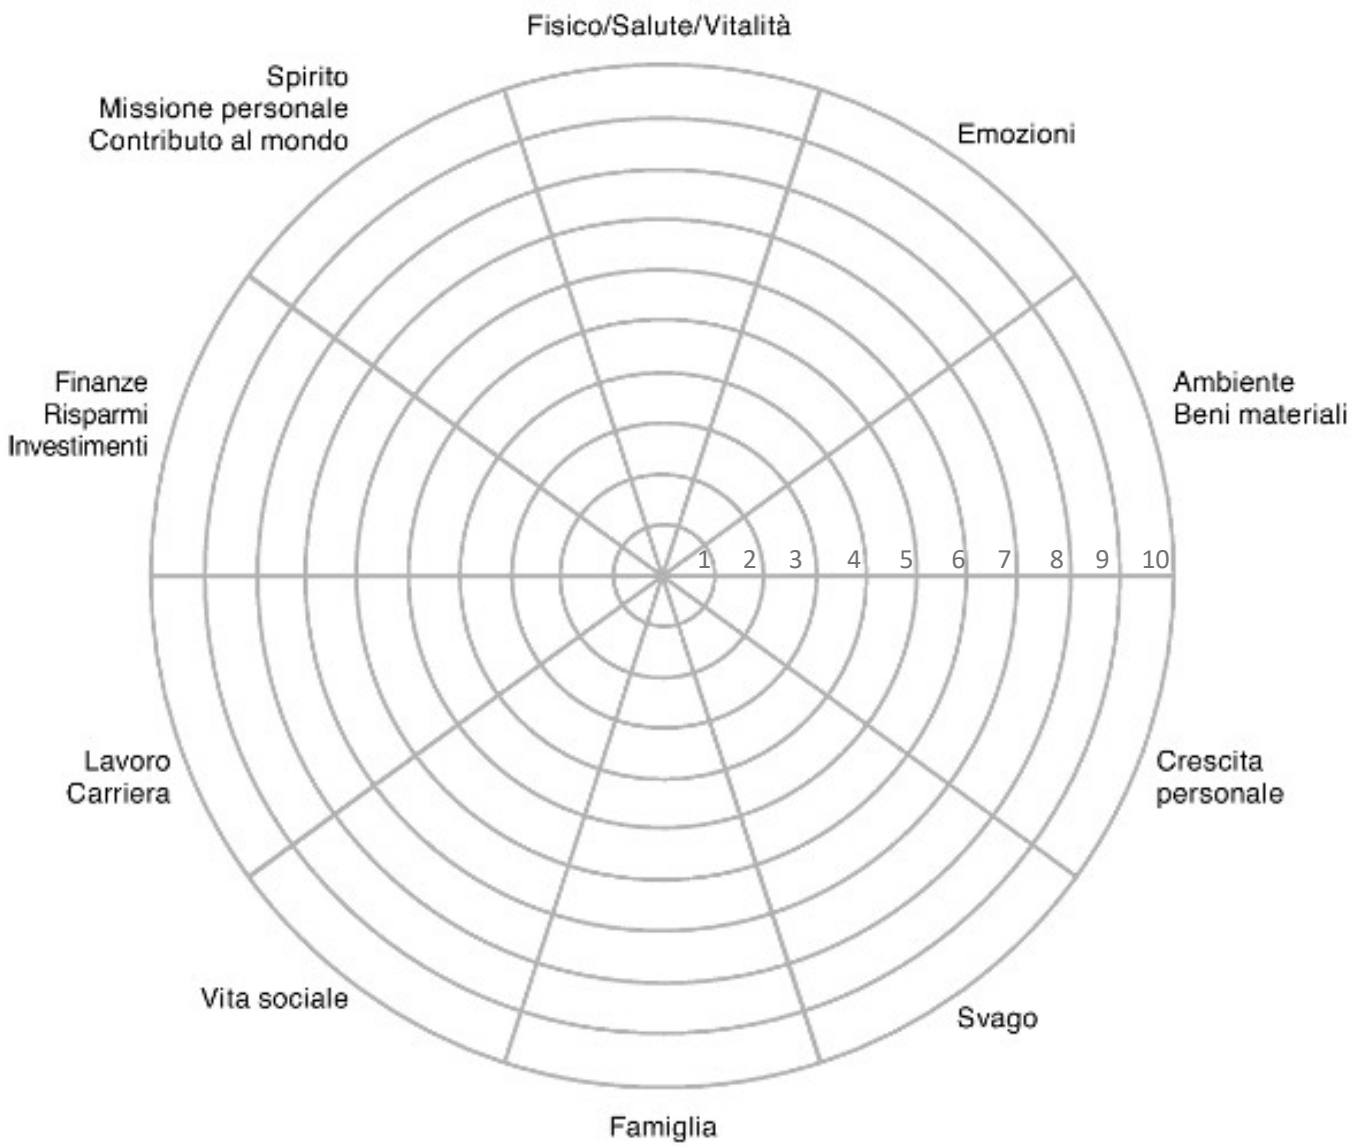 Fisico/Salute/Vitalità
Spirito
Missione personale
Contributo al mondo
Emozioni
Finanze
Risparmi
Investimenti
Ambiente
Beni materiali
1 2 3 4 5 6 7 8 9 10
Lavoro
Carriera
Crescita
personale
Vita sociale
Svago
Famiglia